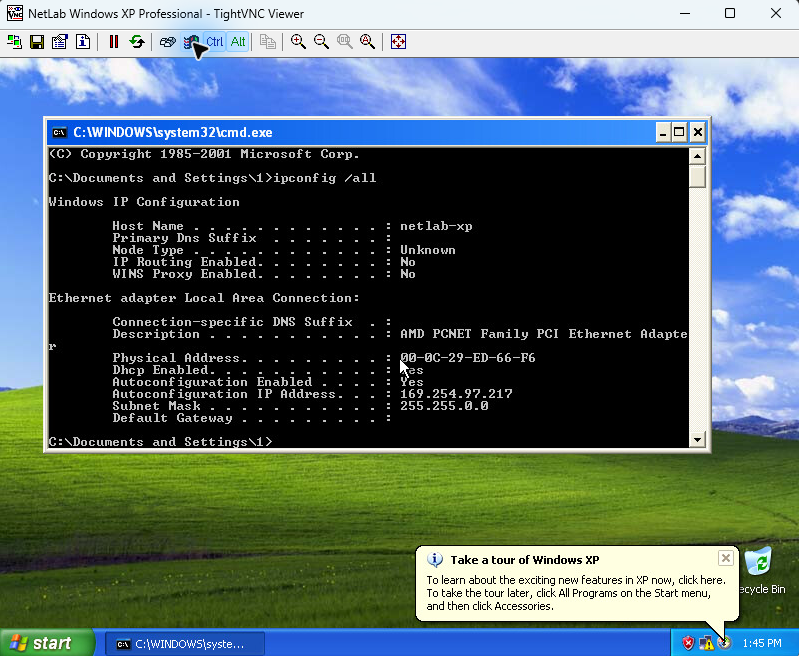 NetLab Windows XP Professional - TightVNC Viewer
Ctrl Alt
C:\WINDOWS\system32\cmd.exe
(C) Copyright 1985-2001 Microsoft Corp.
C:\Documents and Settings\1>ipconfig /all
Windows IP Configuration
Host Name . . . . . . . . . . . . : netlab-xp
Primary Dns Suffix  . . . . . . . :
Node Type . . . . . . . . . . . . : Unknown
IP Routing Enabled. . . . . . . . : No
WINS Proxy Enabled. . . . . . . . : No
Ethernet adapter Local Area Connection:
Connection-specific DNS Suffix  . :
Description . . . . . . . . . . . : AMD PCNET Family PCI Ethernet Adapte
r
Physical Address. . . . . . . . . : 00-0C-29-ED-66-F6
Dhcp Enabled. . . . . . . . . . . : Yes
Autoconfiguration Enabled . . . . : Yes
Autoconfiguration IP Address. . . : 169.254.97.217
Subnet Mask . . . . . . . . . . . : 255.255.0.0
Default Gateway . . . . . . . . . :
C:\Documents and Settings\1>
Take a tour of Windows XP
To learn about the exciting new features in XP now, click here.
To take the tour later, click All Programs on the Start menu,
and then click Accessories.
ecycle Bin
start
C:\WINDOWS\syste...
1:45 PM